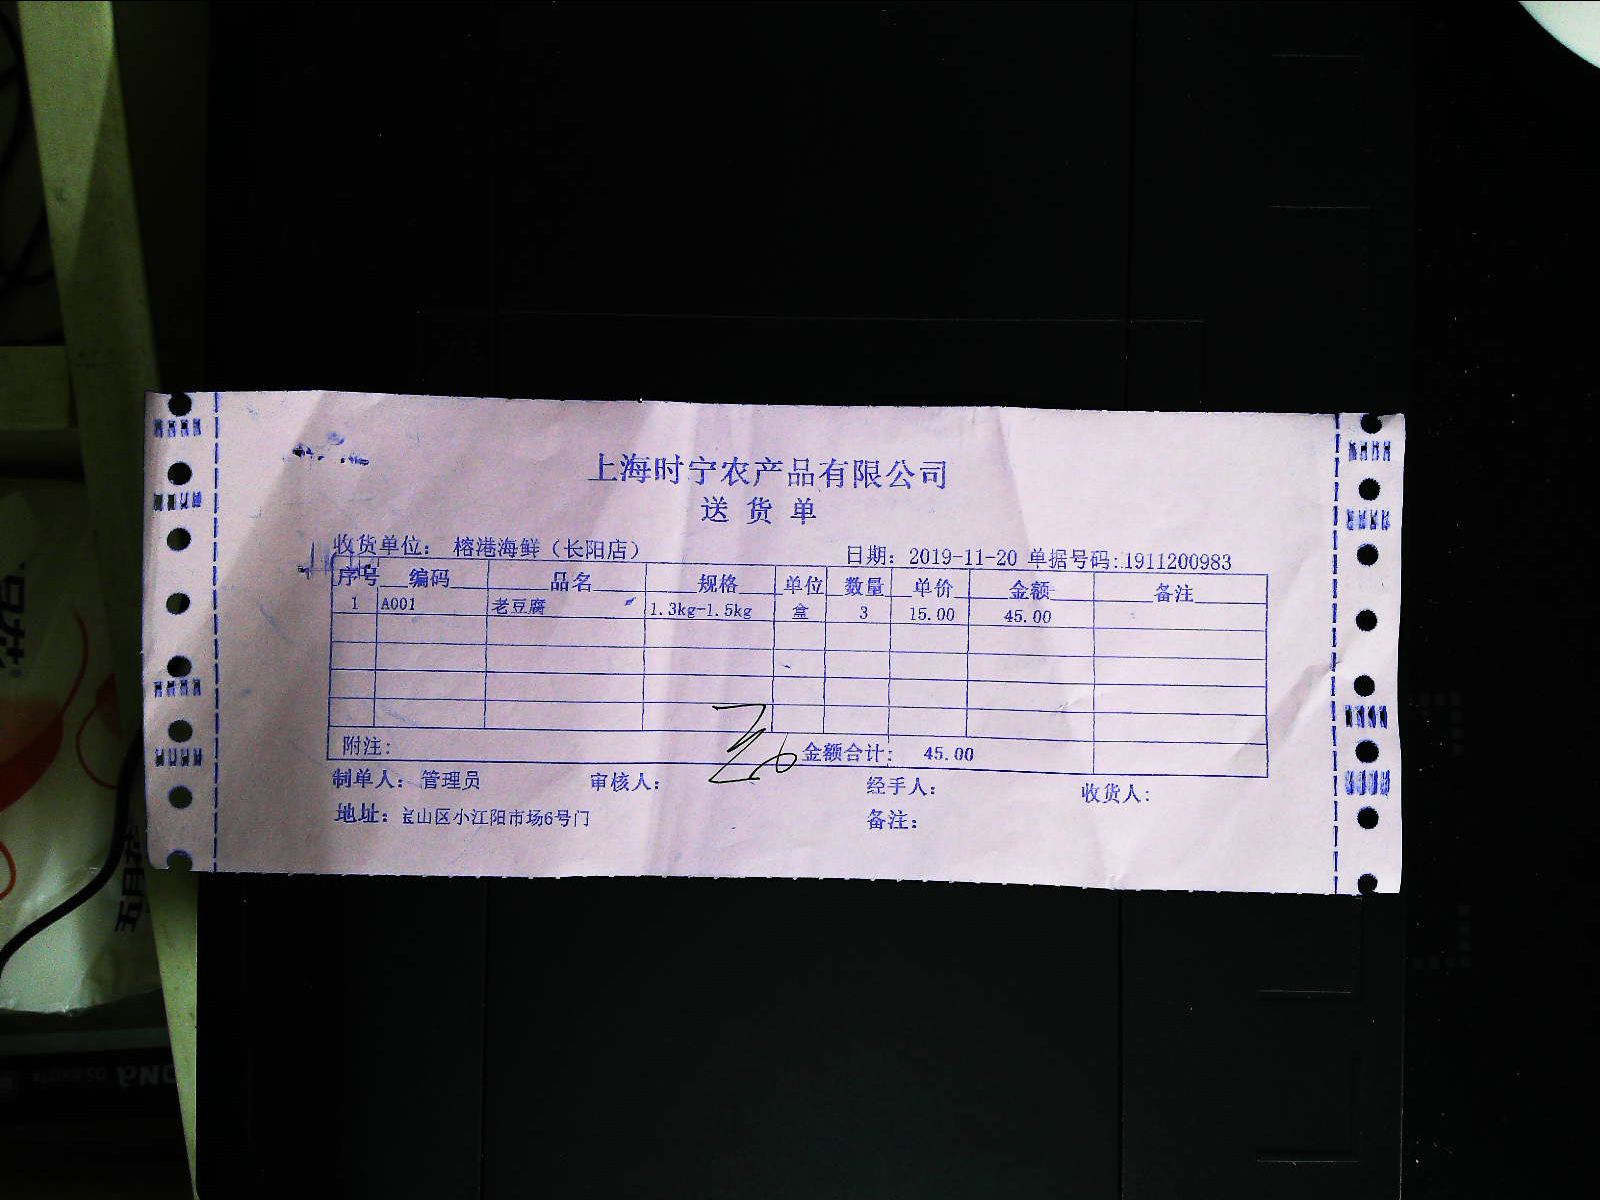 上海时宁农产品有限公司
送货单
收货单位： 榕港海鲜（长阳店） 日期：2019-11-20 单据号码:1911200983
序号 编码 品名 规格 单位 数量 单价 金额 备注
1 A001 老豆腐 1.3kg-1.5kg 盒 3 15.00 45.00
附注: 金额合计: 45.00
制单人：管理员 审核人： 经手人： 收货人：
地址：宝山区小江阳市场6号门 备注：